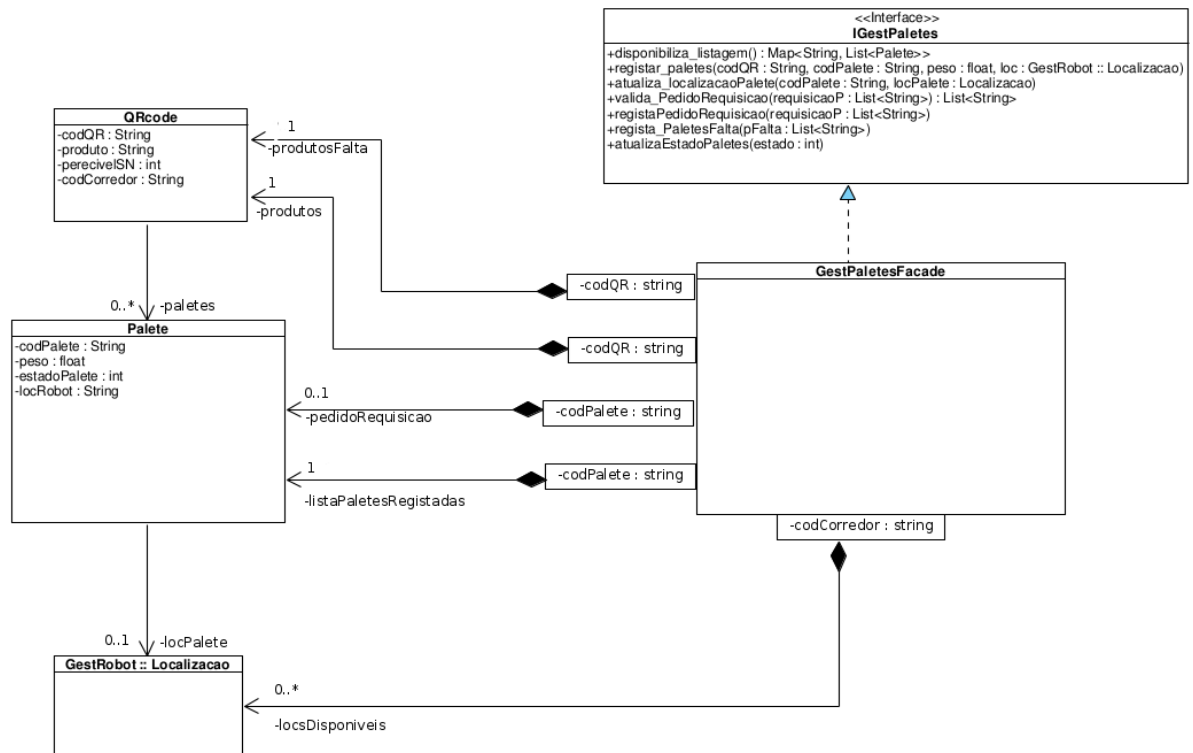 <<Interface>>
IGestPaletes
+disponibiliza_listagem() : Map<String, List<Palete>>
+registar_paletes(codQR : String, codPalete : String, peso : float, loc : GestRobot :: Localizacao)
+atualiza_localizacaoPalete(codPalete : String, locPalete : Localizacao)
+valida_PedidoRequisicao(requisicaoP : List<String>) : List<String>
+registaPedidoRequisicao(requisicaoP : List<String>)
+regista_PaletesFalta(pFalta : List<String>)
+atualizaEstadoPaletes(estado : int)
QRcode
-codQR : String
-produto : String
-perecivelSN : int
-codCorredor : String
1
-produtosFalta
1
-produtos
GestPaletesFacade
-codQR : string
-codQR : string
-codPalete : string
-codPalete : string
-codCorredor : string
0..*
-paletes
Palete
-codPalete : String
-peso : float
-estadoPalete : int
-locRobot : String
0..1
-pedidoRequisicao
1
-listaPaletesRegistadas
0..1
-locPalete
GestRobot :: Localizacao
0..*
-locsDisponiveis